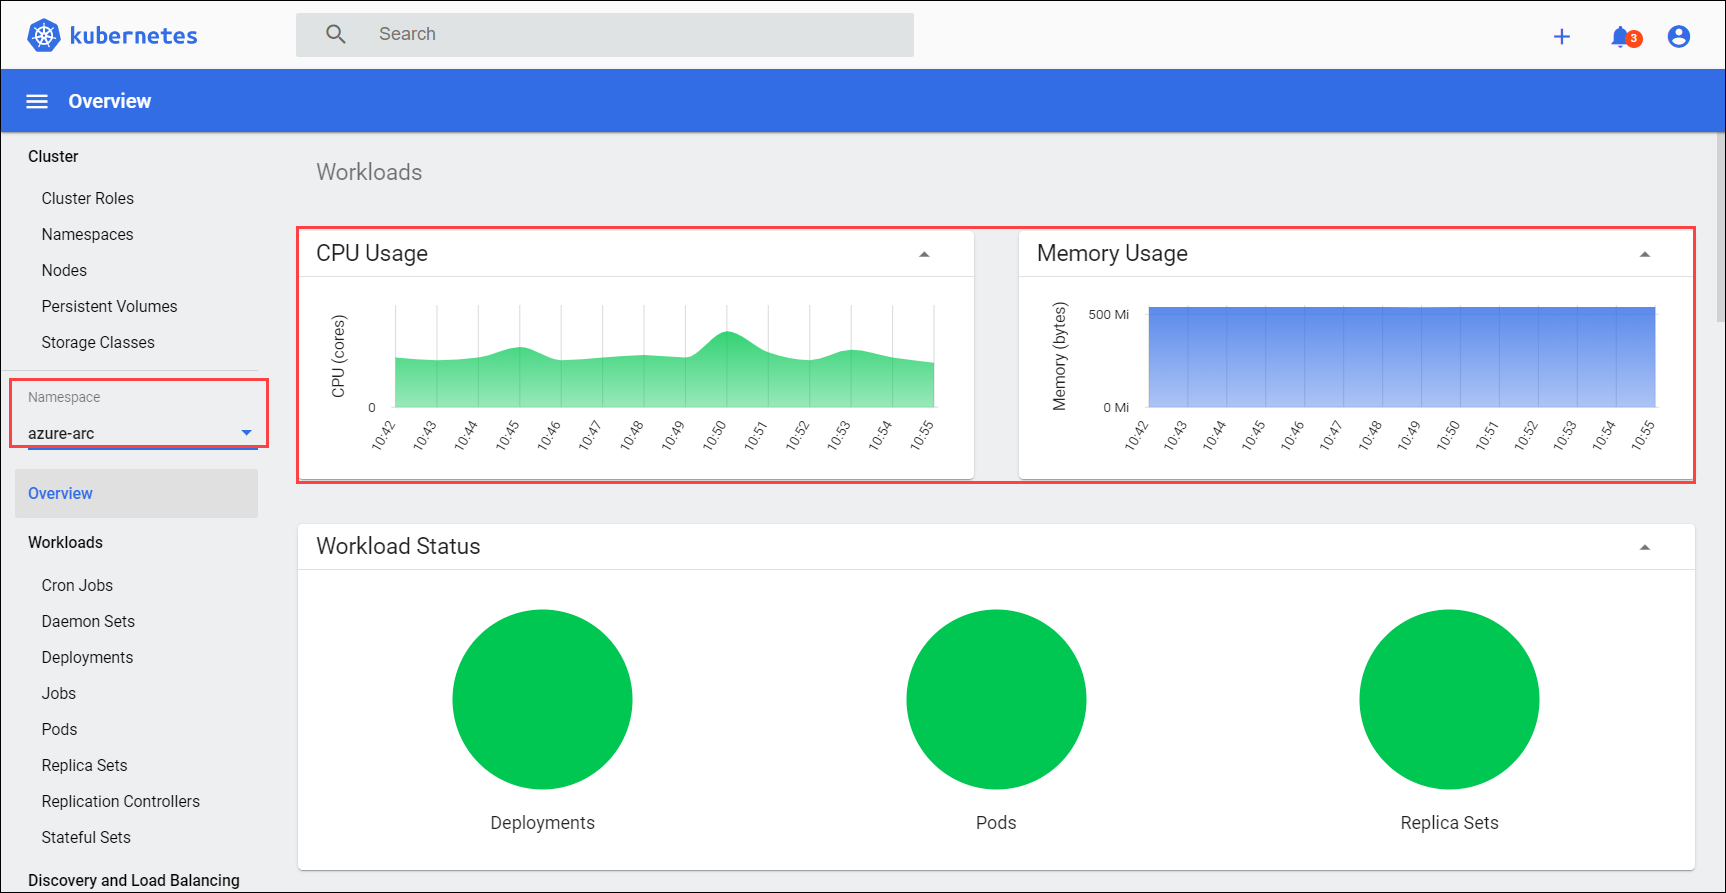 kubernetes
Search
3
Overview
Cluster
Cluster Roles
Namespaces
Nodes
Persistent Volumes
Storage Classes
Namespace
azure-arc
Overview
Workloads
Cron Jobs
Daemon Sets
Deployments
Jobs
Pods
Replica Sets
Replication Controllers
Stateful Sets
Discovery and Load Balancing
Workloads
CPU Usage
CPU (cores)
0
10:42 10:43 10:44 10:45 10:46 10:47 10:48 10:49 10:50 10:51 10:52 10:53 10:54 10:55
Memory Usage
Memory (bytes)
500 Mi
0 Mi
10:42 10:43 10:44 10:45 10:46 10:47 10:48 10:49 10:50 10:51 10:52 10:53 10:54 10:55
Workload Status
Deployments
Pods
Replica Sets